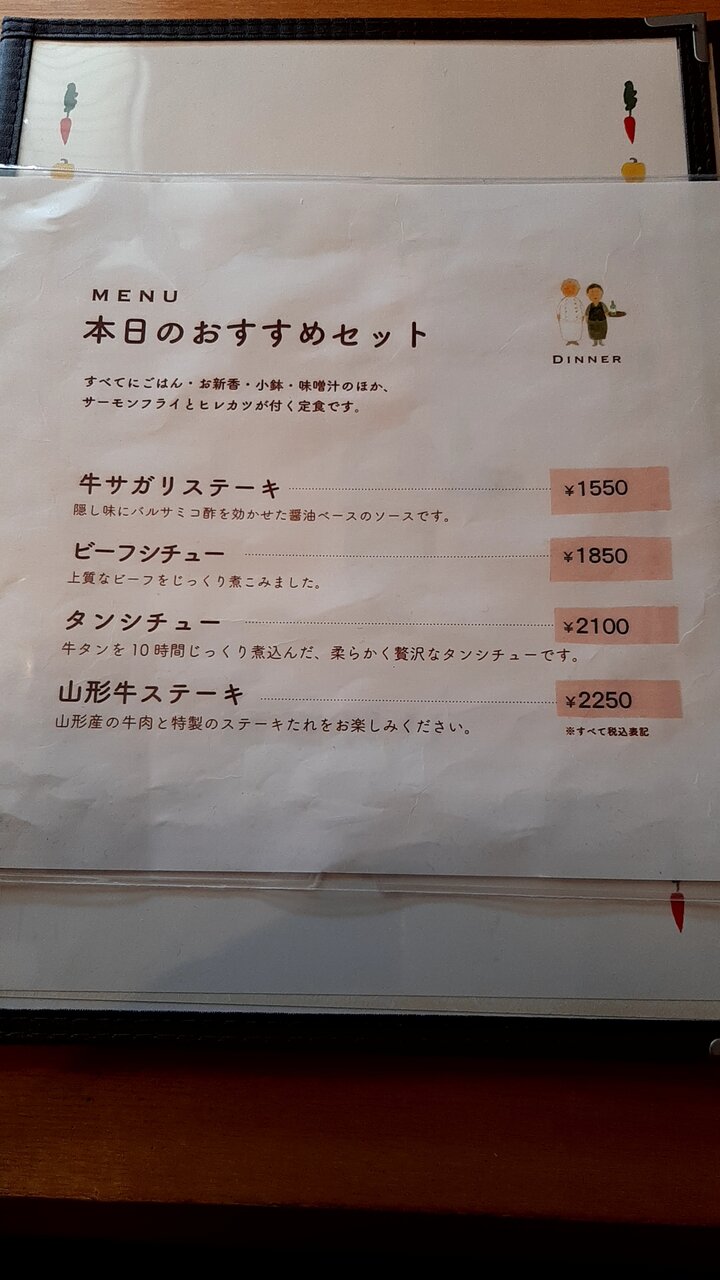 MENU
本日のおすすめセット
DINNER
すべてにごはん・お新香・小鉢・味噌汁のほか、
サーモンフライとヒレカツが付く定食です。
牛サガリステーキ ¥1550
隠し味にバルサミコ酢を効かせた醤油ベースのソースです。
ビーフシチュー ¥1850
上質なビーフをじっくり煮こみました。
タンシチュー ¥2100
牛タンを10時間じっくり煮込んだ、柔らかく贅沢なタンシチューです。
山形牛ステーキ ¥2250
山形産の牛肉と特製のステーキたれをお楽しみください。
※すべて税込表記